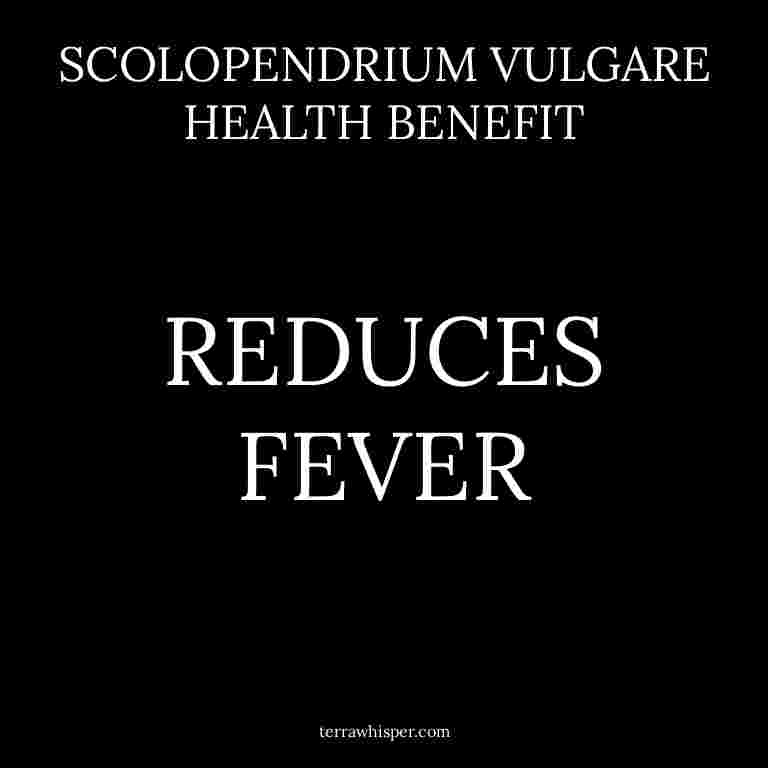 SCOLOPENDRIUM VULGARE
HEALTH BENEFIT
REDUCES
FEVER
terrawhisper.com